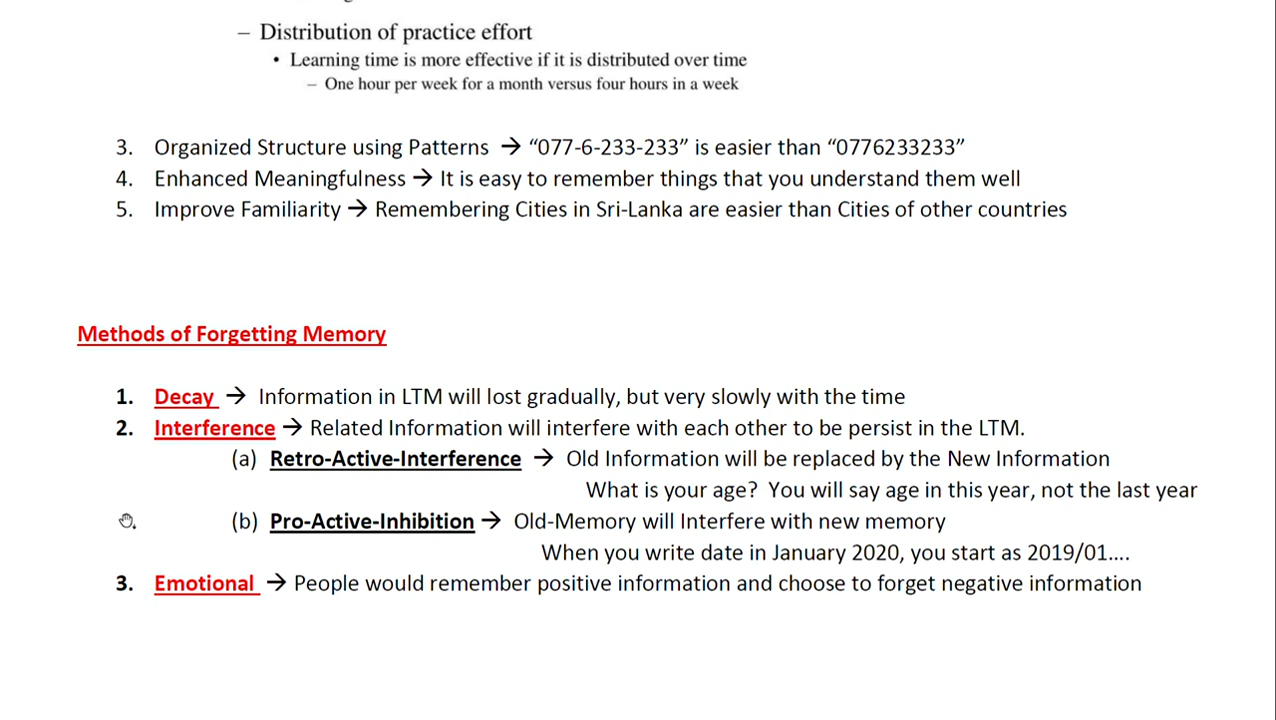 – Distribution of practice effort
• Learning time is more effective if it is distributed over time
– One hour per week for a month versus four hours in a week
3. Organized Structure using Patterns → “077-6-233-233” is easier than “0776233233”
4. Enhanced Meaningfulness → It is easy to remember things that you understand them well
5. Improve Familiarity → Remembering Cities in Sri-Lanka are easier than Cities of other countries
Methods of Forgetting Memory
1. Decay → Information in LTM will lost gradually, but very slowly with the time
2. Interference → Related Information will interfere with each other to be persist in the LTM.
(a) Retro-Active-Interference → Old Information will be replaced by the New Information
What is your age? You will say age in this year, not the last year
(b) Pro-Active-Inhibition → Old-Memory will Interfere with new memory
When you write date in January 2020, you start as 2019/01....
3. Emotional → People would remember positive information and choose to forget negative information